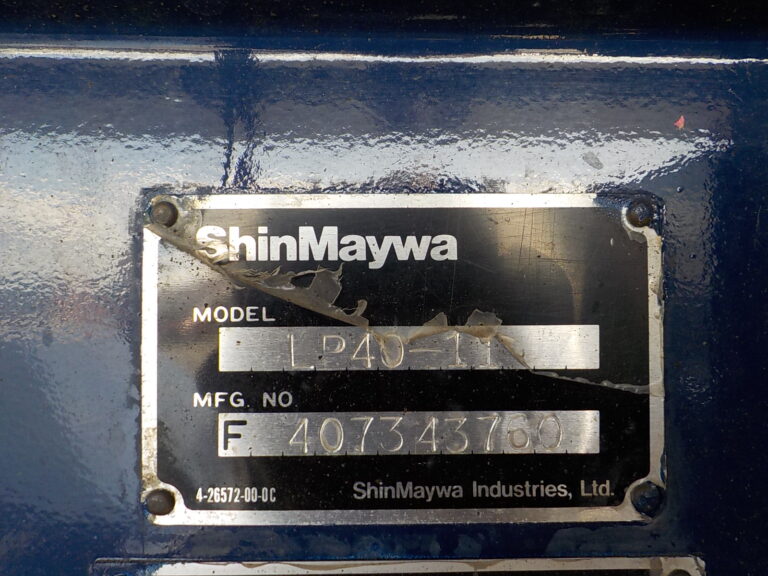 ShinMaywa
MODEL
LP40-11
MFG. NO
F 407343760
4-26572-00-0C
ShinMaywa Industries, Ltd.